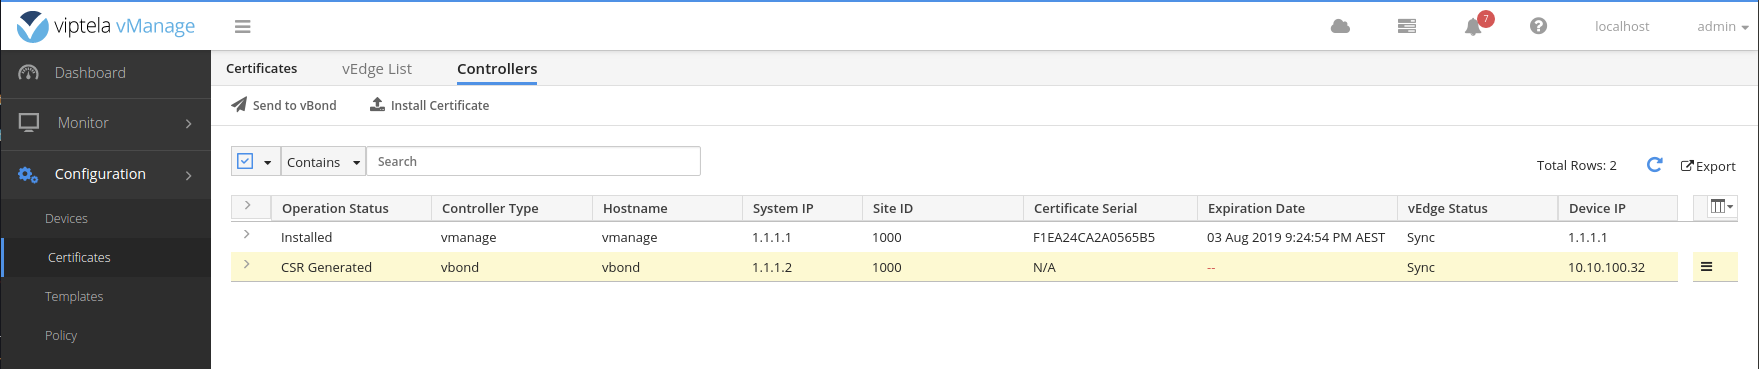 viptela vManage
7
localhost
admin
Dashboard
Monitor
Configuration
Devices
Certificates
Templates
Policy
Certificates vEdge List Controllers
Send to vBond Install Certificate
Contains Search
Total Rows: 2 Export
Operation Status Controller Type Hostname System IP Site ID Certificate Serial Expiration Date vEdge Status Device IP
Installed vmanage vmanage 1.1.1.1 1000 F1EA24CA2A0565B5 03 Aug 2019 9:24:54 PM AEST Sync 1.1.1.1
CSR Generated vbond vbond 1.1.1.2 1000 N/A -- Sync 10.10.100.32